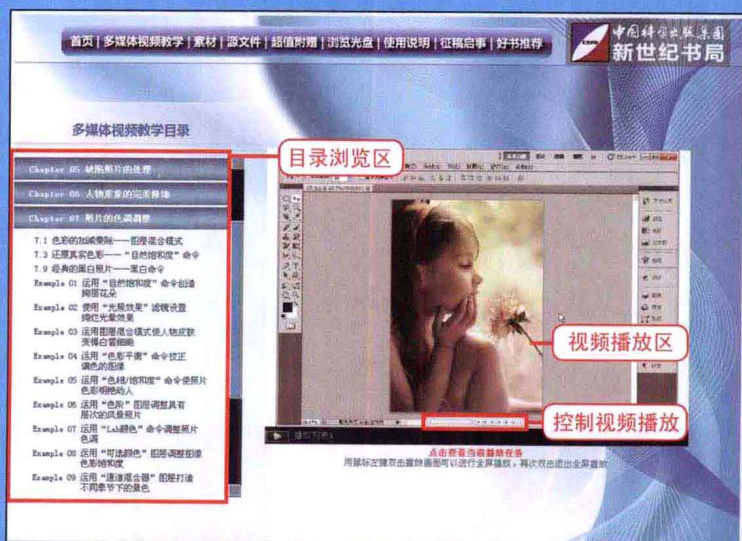 首页 | 多媒体视频教学 | 素材 | 源文件 | 超值附赠 | 浏览光盘 | 使用说明 | 征稿启事 | 好书推荐
中国科学出版集团
新世纪书局
多媒体视频教学目录
目录浏览区
Chapter 05 缺陷照片的处理
Chapter 06 人物形象的完美修饰
Chapter 07 照片的色调调整
7.1 色彩的加减乘除——图层混合模式
7.3 还原真实色彩——“自然饱和度”命令
7.9 经典的黑白照片——黑白命令
Example 01 运用“自然饱和度”命令创造
绚丽花朵
Example 02 使用“光照效果”滤镜设置
绚烂光晕效果
Example 03 运用图层混合模式使人物皮肤
变得白皙细嫩
Example 04 运用“色彩平衡”命令校正
偏色的图像
Example 05 运用“色相/饱和度”命令使照片
色彩明艳动人
Example 06 运用“色阶”图层调整具有
层次的风景照片
Example 07 运用“Lab颜色”命令调整照片
色调
Example 08 运用“可选颜色”图层调整图像
色彩饱和度
Example 09 运用“通道混合器”图层打造
不同季节下的景色
视频播放区
控制视频播放
点击查看当前播放任务
用鼠标左键双击播放画面可以进行全屏播放，再次双击退出全屏播放